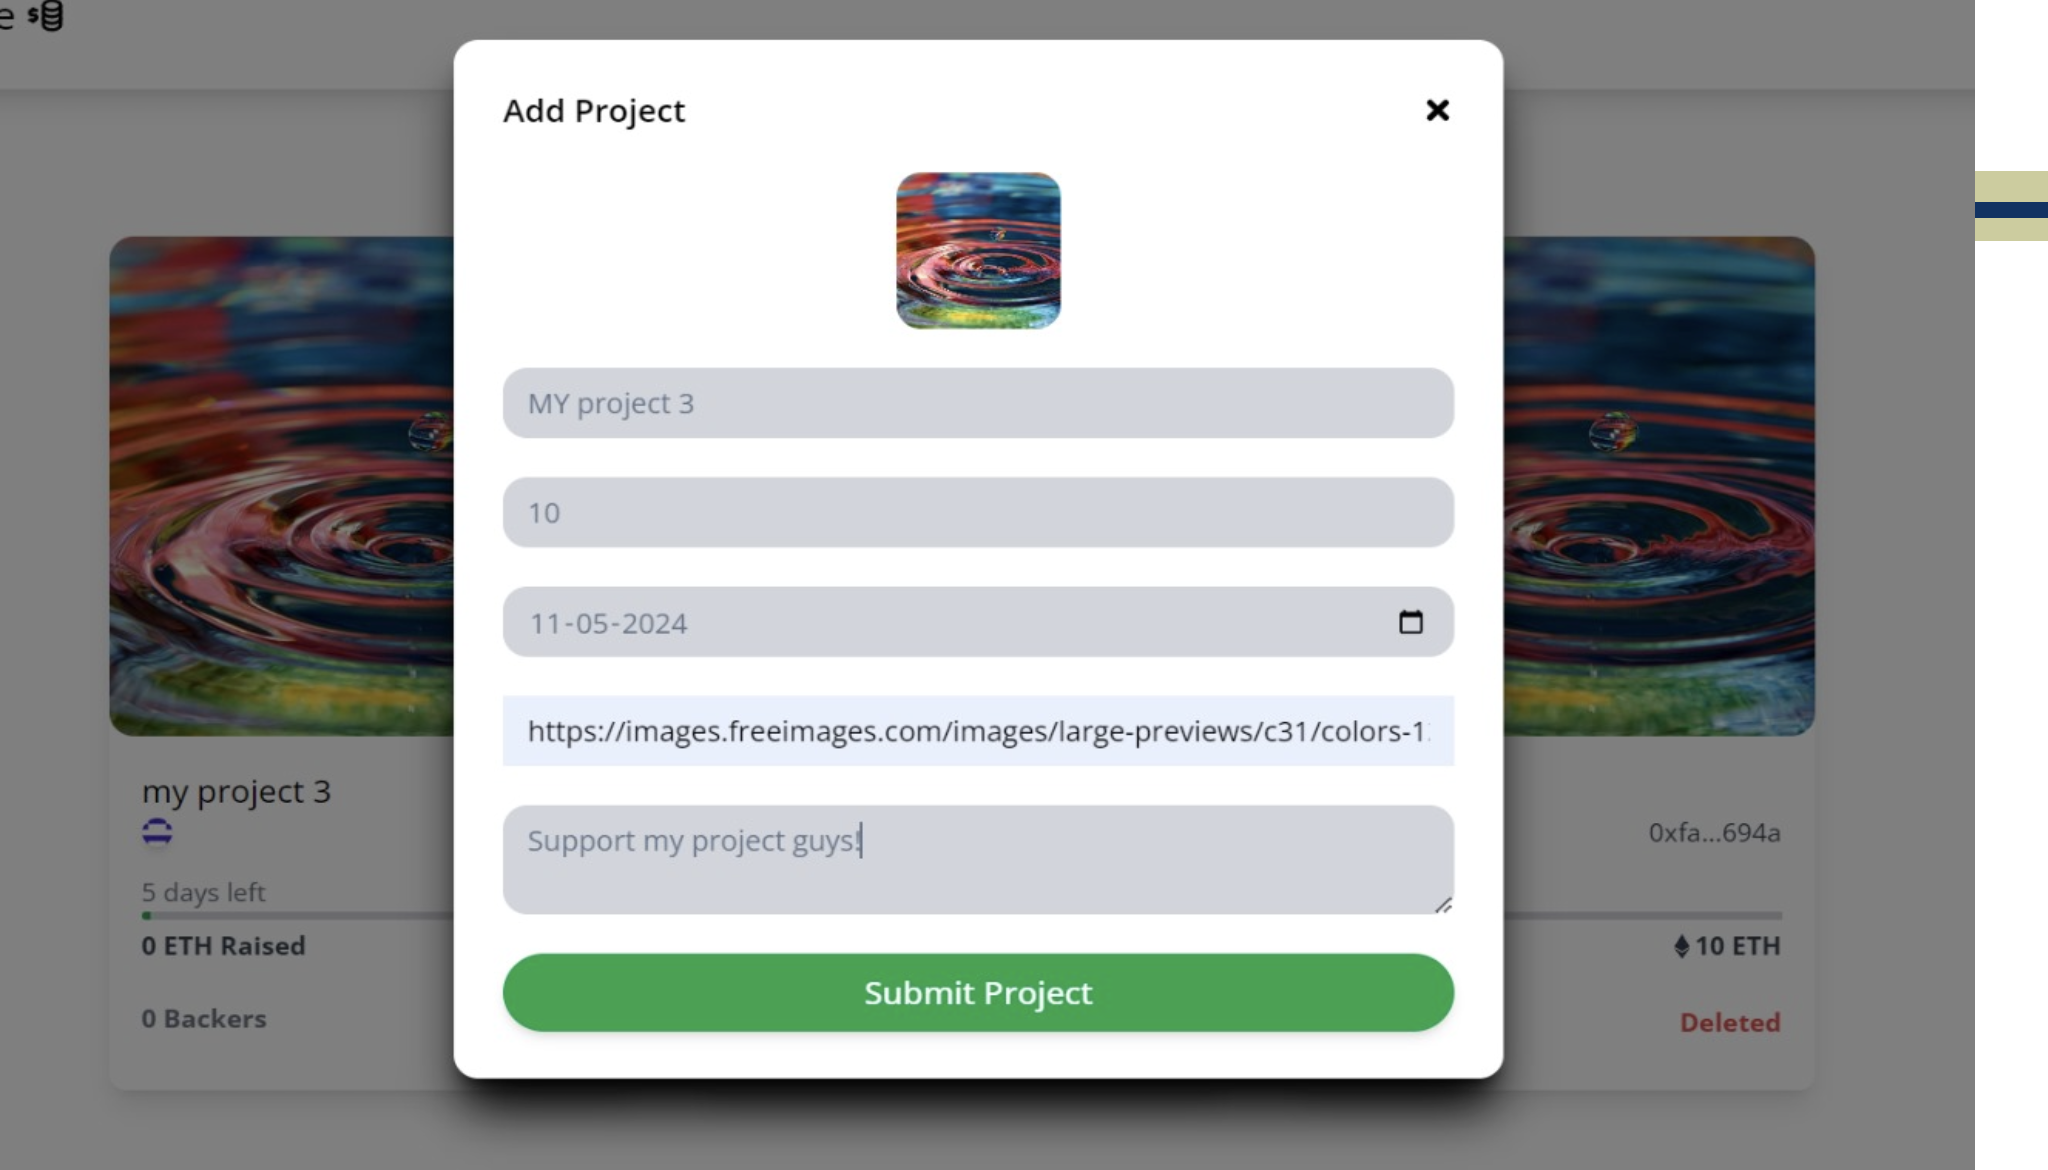 Add Project
MY project 3
10
11-05-2024
https://images.freeimages.com/images/large-previews/c31/colors-1
Support my project guys!
Submit Project
my project 3
5 days left
0 ETH Raised
0 Backers
0xfa...694a
10 ETH
Deleted